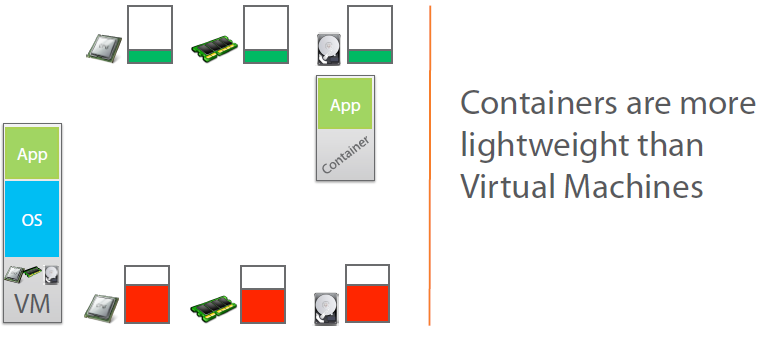 App
Container
App
OS
VM
Containers are more
lightweight than
Virtual Machines